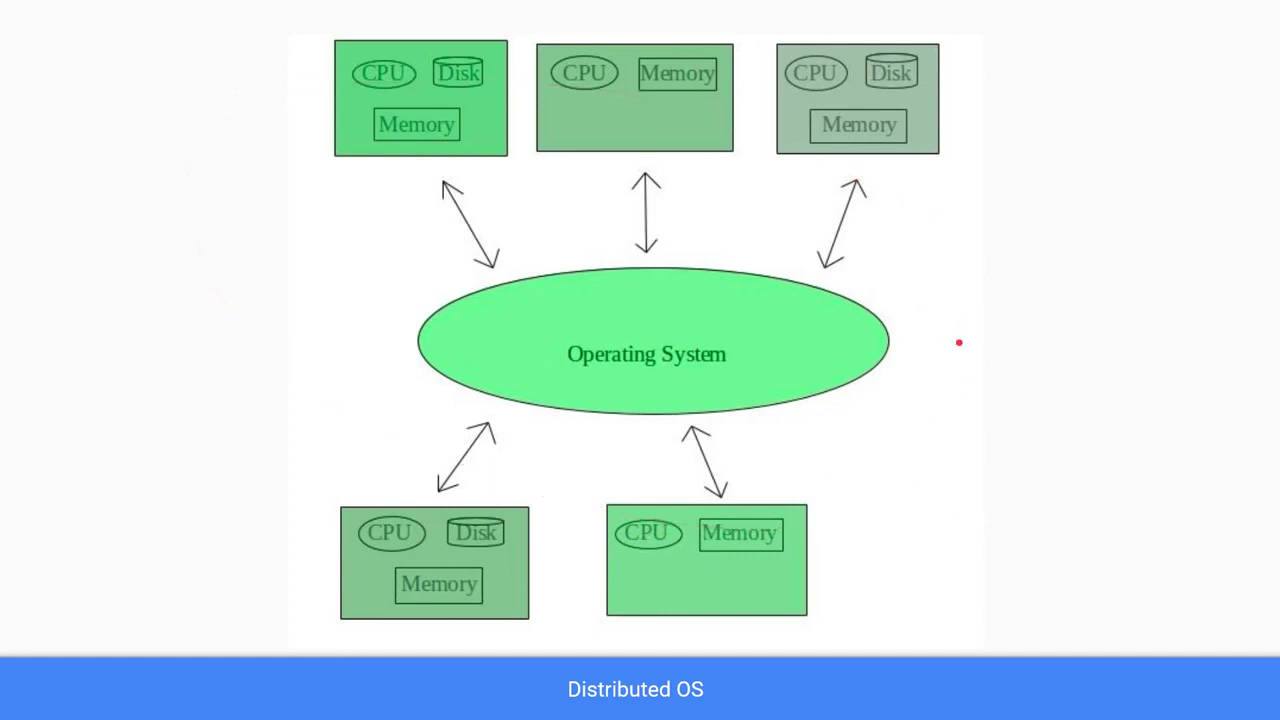 CPU Disk
Memory
CPU Memory
CPU Disk
Memory
Operating System
CPU Disk
Memory
CPU Memory
Distributed OS